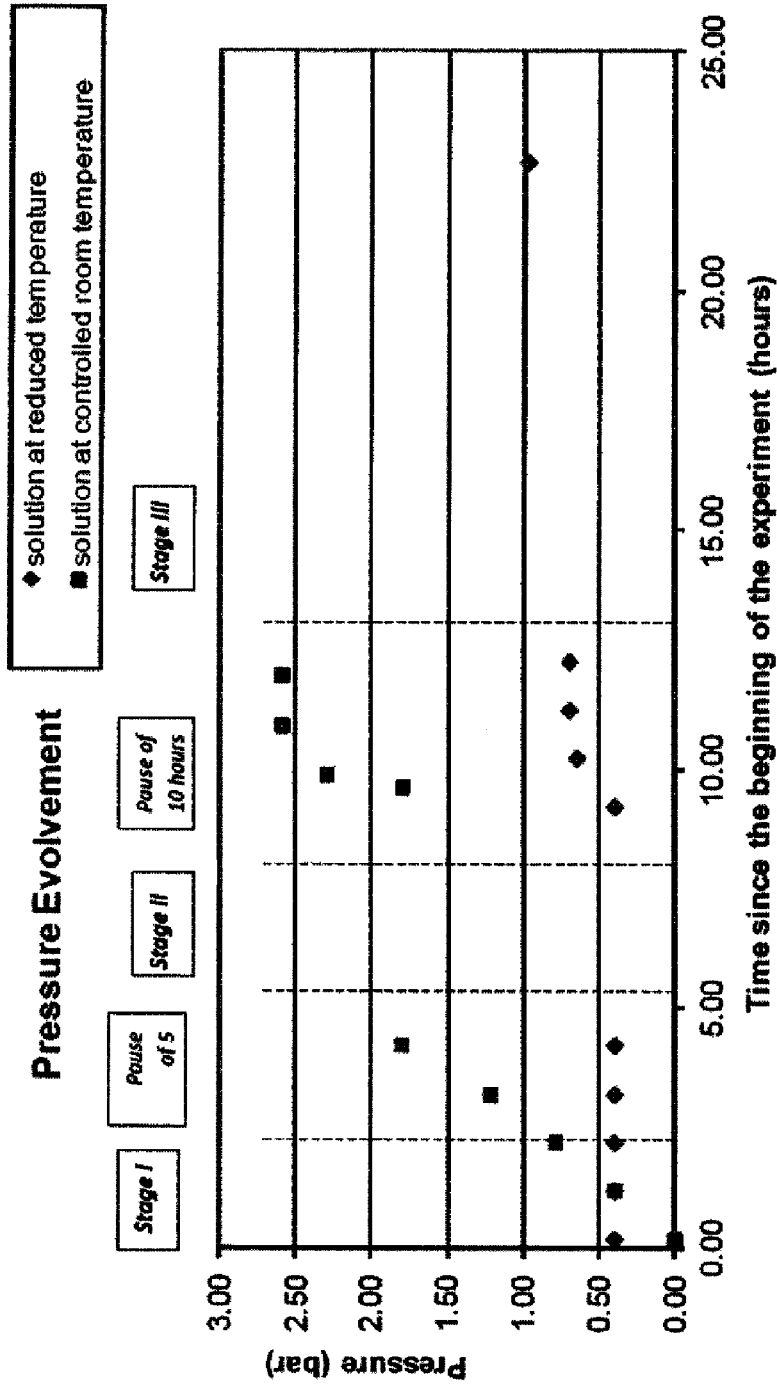 Pressure Evolvement
◆ solution at reduced temperature
■ solution at controlled room temperature
Stage I
Pause
of 5
Stage II
Pause of
10 hours
Stage III
Pressure (bar)
3.00
2.50
2.00
1.50
1.00
0.50
0.00
0.00
5.00
10.00
15.00
20.00
25.00
Time since the beginning of the experiment (hours)